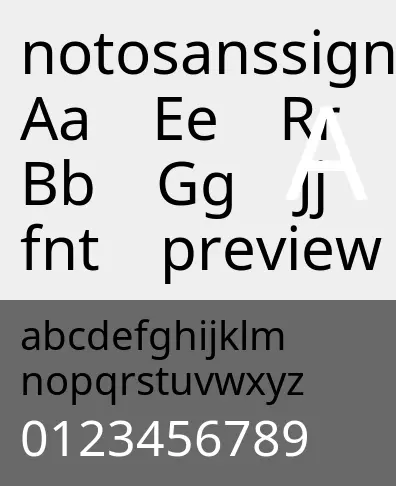 notosanssign
Aa Ee Rr
A
Bb Gg Jj
fnt preview
abcdefghijklm
nopqrstuvwxyz
0123456789